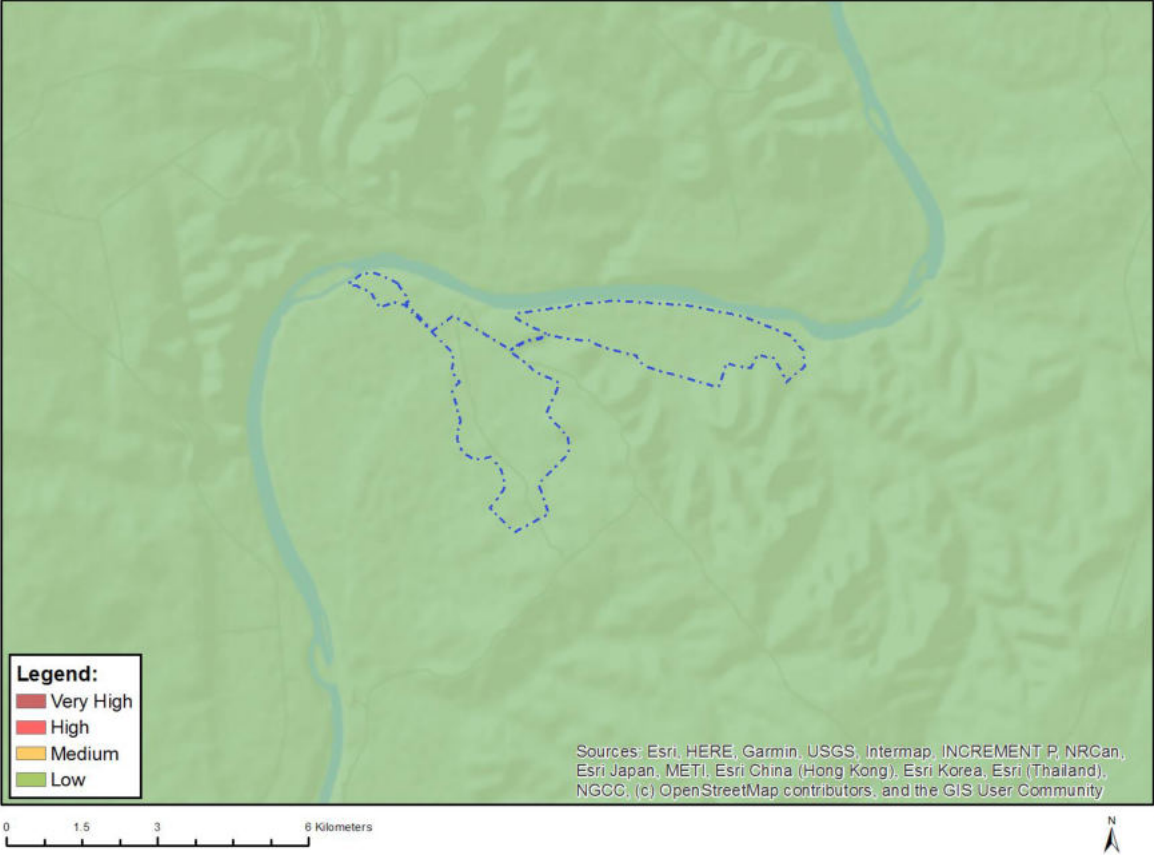 Legend:
Very High
High
Medium
Low
Sources: Esri, HERE, Garmin, USGS, Intermap, INCREMENT P, NRCan,
Esri Japan, METI, Esri China (Hong Kong), Esri Korea, Esri (Thailand),
NGCC, (c) OpenStreetMap contributors, and the GIS User Community
0 1.5 3 6 Kilometers
N